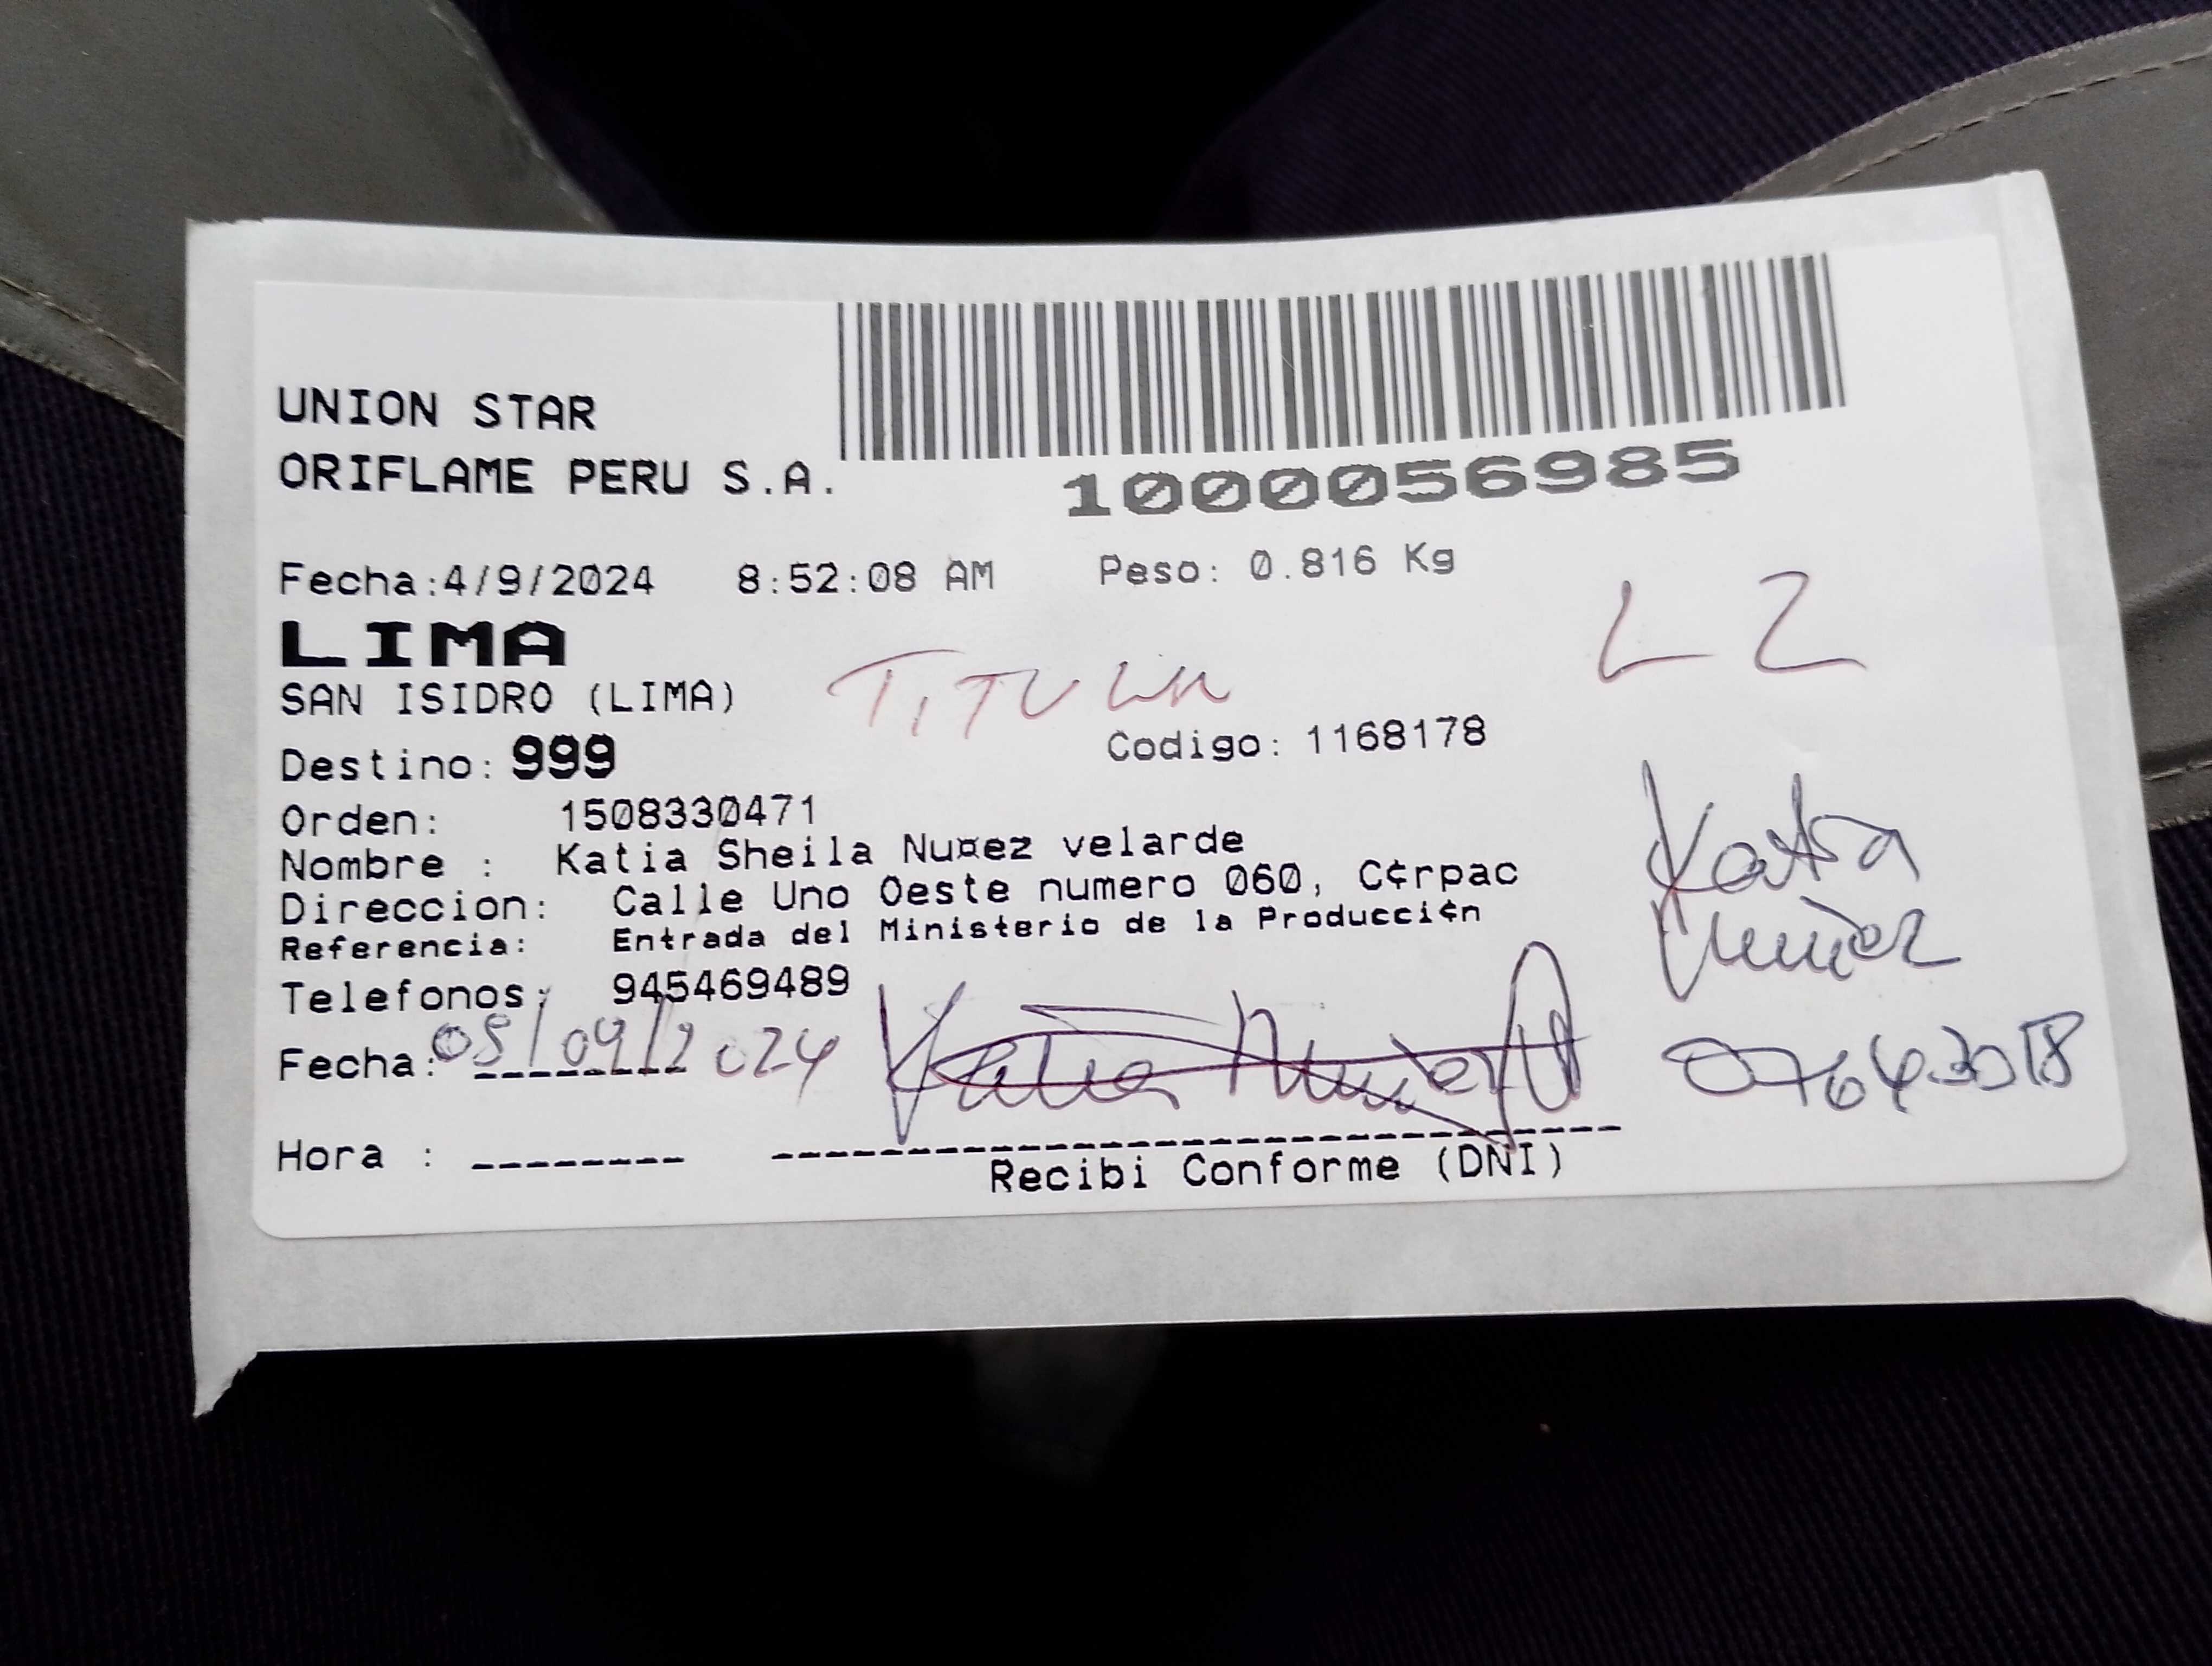 UNION STAR
ORIFLAME PERU S.A.
1000056985
Fecha:4/9/2024 8:52:08 AM Peso: 0.816 Kg
LIMA
L2
SAN ISIDRO (LIMA) TITULAR
Destino: 999 Codigo: 1168178
Orden: 1508330471
Nombre : Katia Sheila Nu¤ez velarde
Direccion: Calle Uno Oeste numero 060, C¢rpac
Referencia: Entrada del Ministerio de la Producci¢n
Telefonos: 945469489
Katia
Nuñez
Fecha: 05/09/2024 Katia Nuñez
Hora :
Recibi Conforme (DNI)